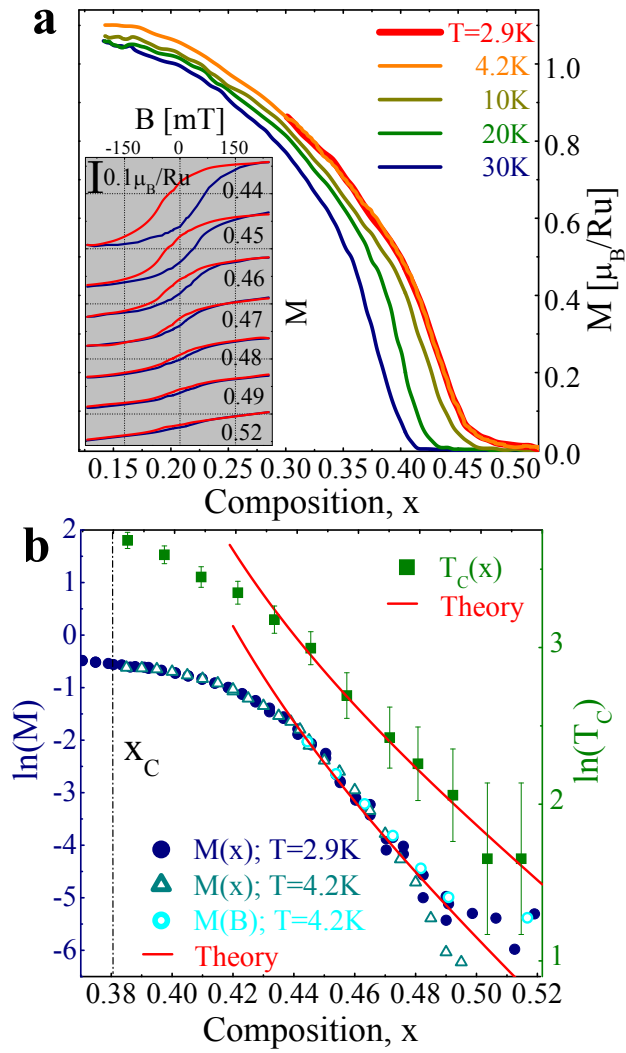 a
T=2.9K
4.2K
10K
20K
30K
B [mT]
-150 0 150
0.1μB/Ru
0.44
0.45
0.46
0.47
0.48
0.49
0.52
M
1.0
0.8
0.6
0.4
0.2
0.0
M [μB/Ru]
0.15 0.20 0.25 0.30 0.35 0.40 0.45 0.50
Composition, x
b
2
1
0
-1
-2
-3
-4
-5
-6
ln(M)
TC(x)
Theory
3
2
1
ln(TC)
xC
M(x); T=2.9K
M(x); T=4.2K
M(B); T=4.2K
Theory
0.38 0.40 0.42 0.44 0.46 0.48 0.50 0.52
Composition, x